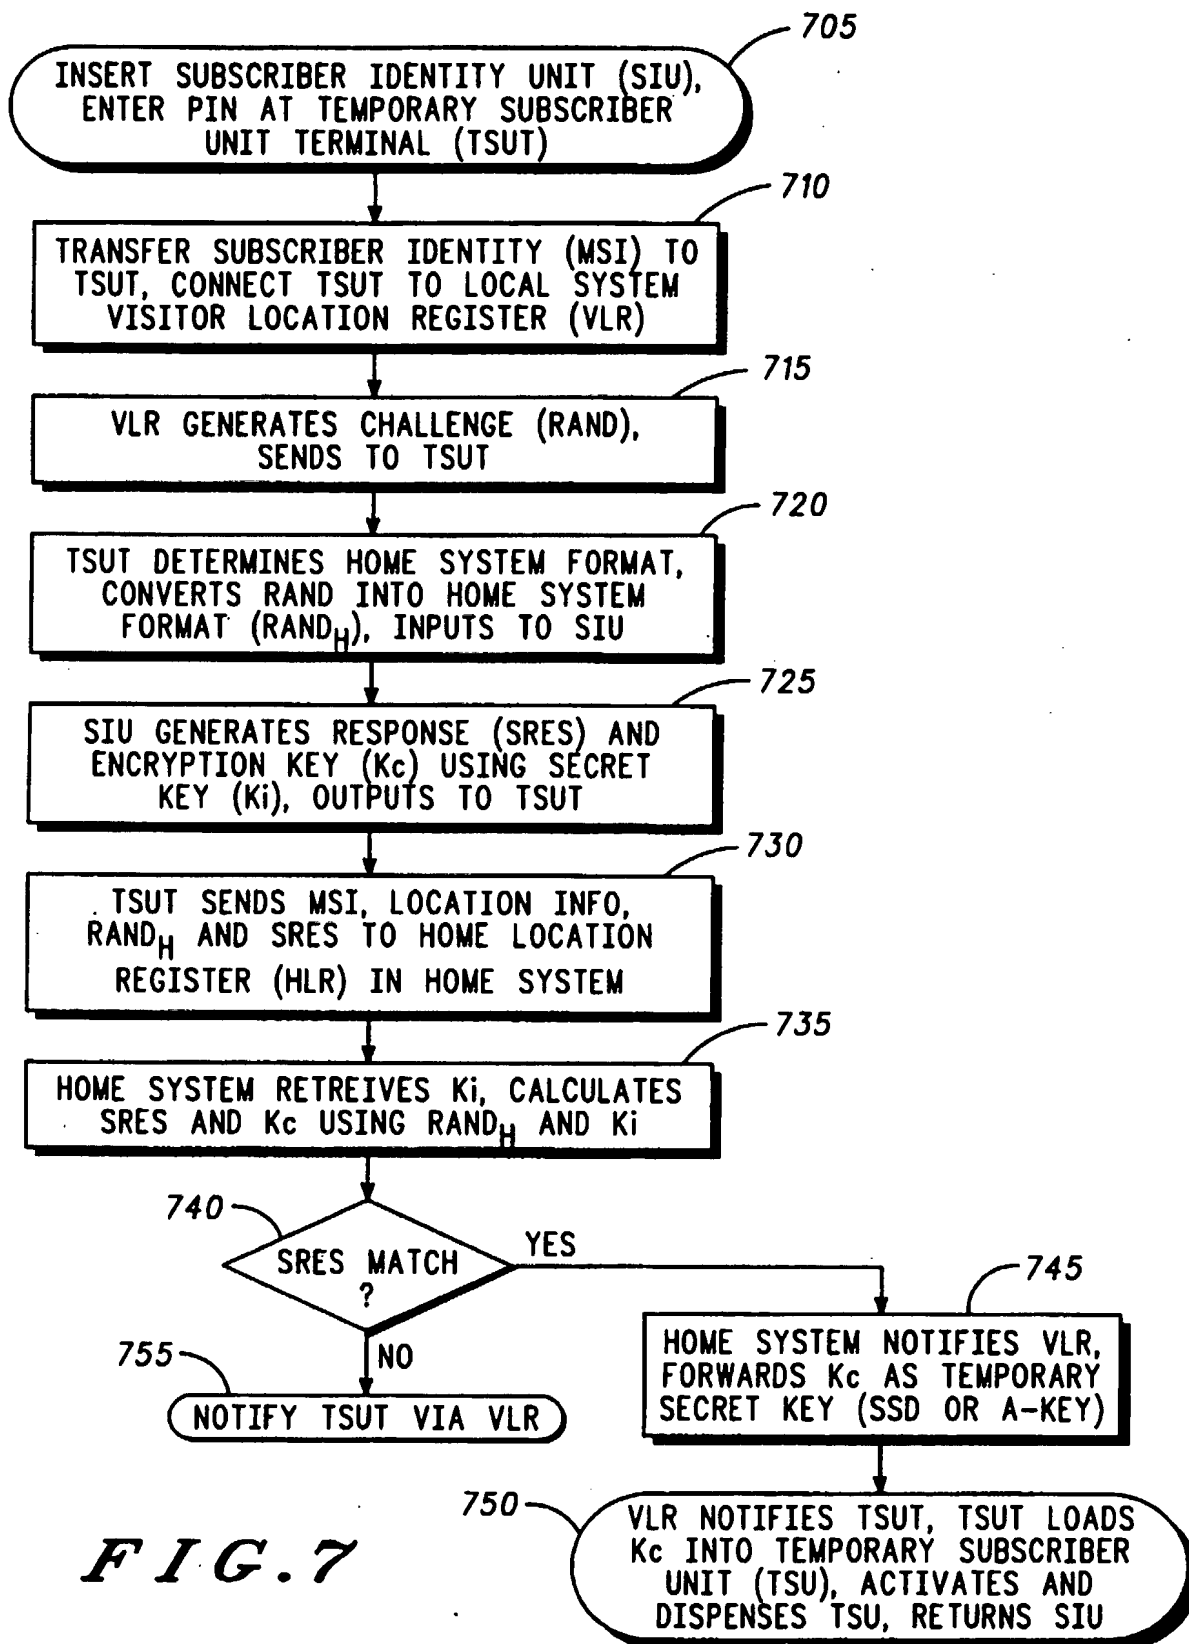 705
INSERT SUBSCRIBER IDENTITY UNIT (SIU),
ENTER PIN AT TEMPORARY SUBSCRIBER
UNIT TERMINAL (TSUT)
710
TRANSFER SUBSCRIBER IDENTITY (MSI) TO
TSUT, CONNECT TSUT TO LOCAL SYSTEM
VISITOR LOCATION REGISTER (VLR)
715
VLR GENERATES CHALLENGE (RAND),
SENDS TO TSUT
720
TSUT DETERMINES HOME SYSTEM FORMAT,
CONVERTS RAND INTO HOME SYSTEM
FORMAT (RAND_H), INPUTS TO SIU
725
SIU GENERATES RESPONSE (SRES) AND
ENCRYPTION KEY (Kc) USING SECRET
KEY (Ki), OUTPUTS TO TSUT
730
TSUT SENDS MSI, LOCATION INFO,
RAND_H AND SRES TO HOME LOCATION
REGISTER (HLR) IN HOME SYSTEM
735
HOME SYSTEM RETREIVES Ki, CALCULATES
SRES AND Kc USING RAND_H AND Ki
740
SRES MATCH
?
YES
NO
745
HOME SYSTEM NOTIFIES VLR,
FORWARDS Kc AS TEMPORARY
SECRET KEY (SSD OR A-KEY)
755
NOTIFY TSUT VIA VLR
750
VLR NOTIFIES TSUT, TSUT LOADS
Kc INTO TEMPORARY SUBSCRIBER
UNIT (TSU), ACTIVATES AND
DISPENSES TSU, RETURNS SIU
FIG.7